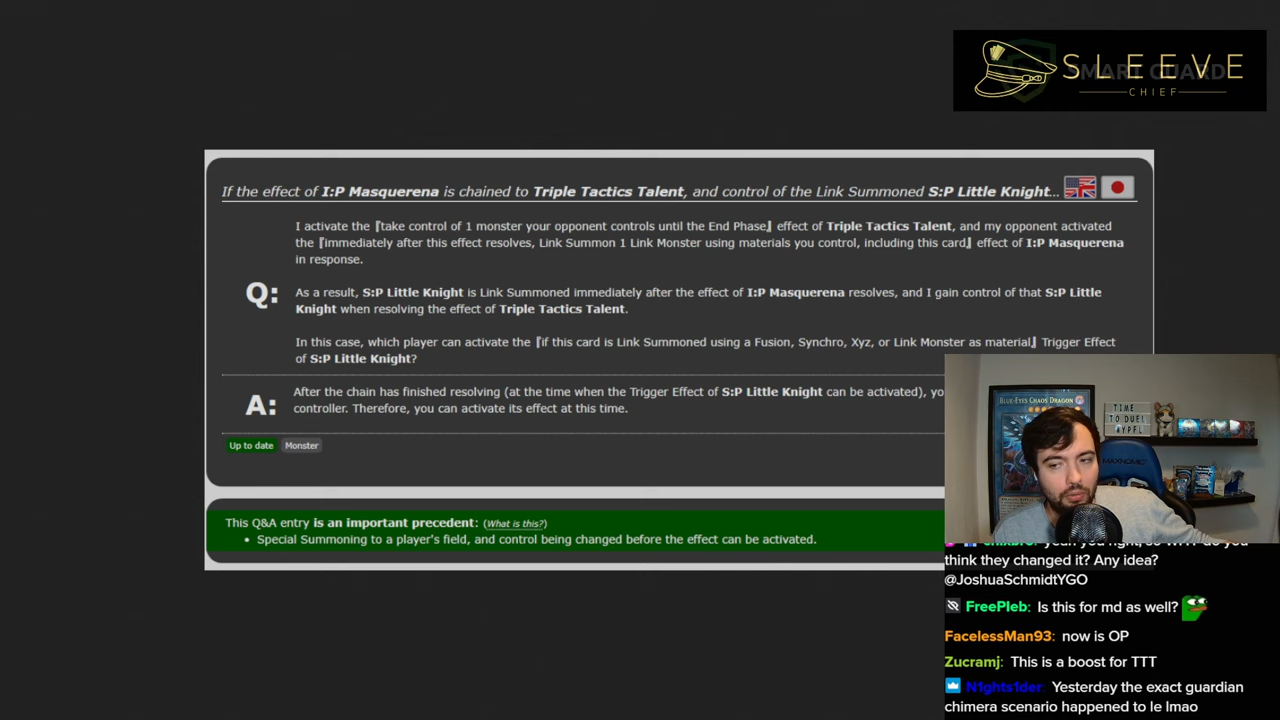 SLEEVE
CHIEF
If the effect of I:P Masquerena is chained to Triple Tactics Talent, and control of the Link Summoned S:P Little Knight...
I activate the『take control of 1 monster your opponent controls until the End Phase』effect of Triple Tactics Talent, and my opponent activated
the『immediately after this effect resolves, Link Summon 1 Link Monster using materials you control, including this card』effect of I:P Masquerena
in response.
Q:
As a result, S:P Little Knight is Link Summoned immediately after the effect of I:P Masquerena resolves, and I gain control of that S:P Little
Knight when resolving the effect of Triple Tactics Talent.
In this case, which player can activate the『if this card is Link Summoned using a Fusion, Synchro, Xyz, or Link Monster as material』Trigger Effect
of S:P Little Knight?
A:
After the chain has finished resolving (at the time when the Trigger Effect of S:P Little Knight can be activated), yo
controller. Therefore, you can activate its effect at this time.
Up to date Monster
This Q&A entry is an important precedent: (What is this?)
• Special Summoning to a player's field, and control being changed before the effect can be activated.
BLUE-EYES CHAOS DRAGON
TIME
TO DUEL
#YPFL
MAXNOMIC
think they changed it? Any idea?
@JoshuaSchmidtYGO
FreePleb: Is this for md as well?
FacelessMan93: now is OP
Zucramj: This is a boost for TTT
N1ghts1der: Yesterday the exact guardian
chimera scenario happened to le lmao